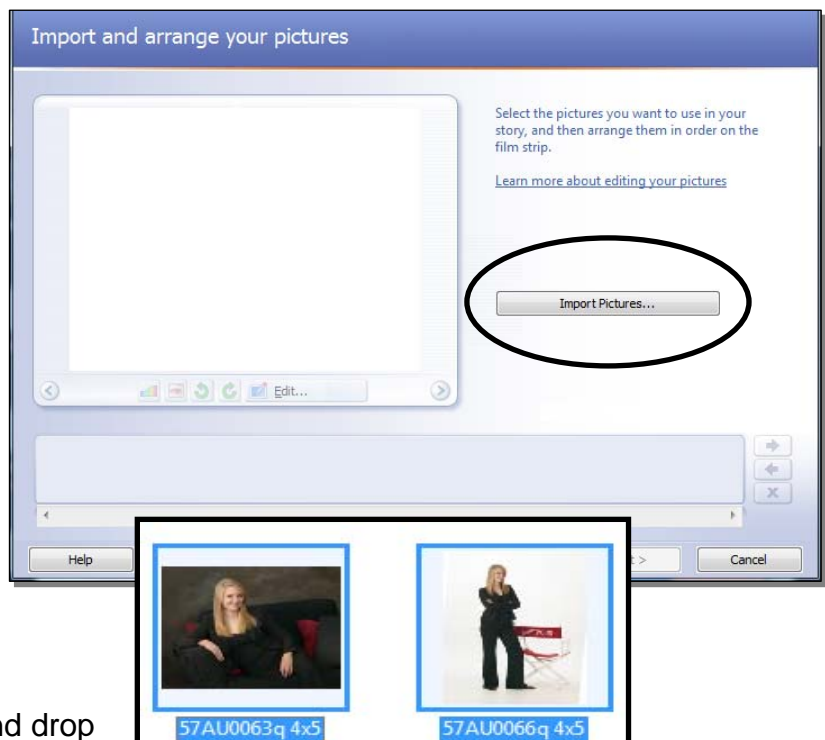 Import and arrange your pictures
Select the pictures you want to use in your
story, and then arrange them in order on the
film strip.
Learn more about editing your pictures
Import Pictures...
Edit...
Help
>
Cancel
57AU0063q 4x5
57AU0066q 4x5
drop